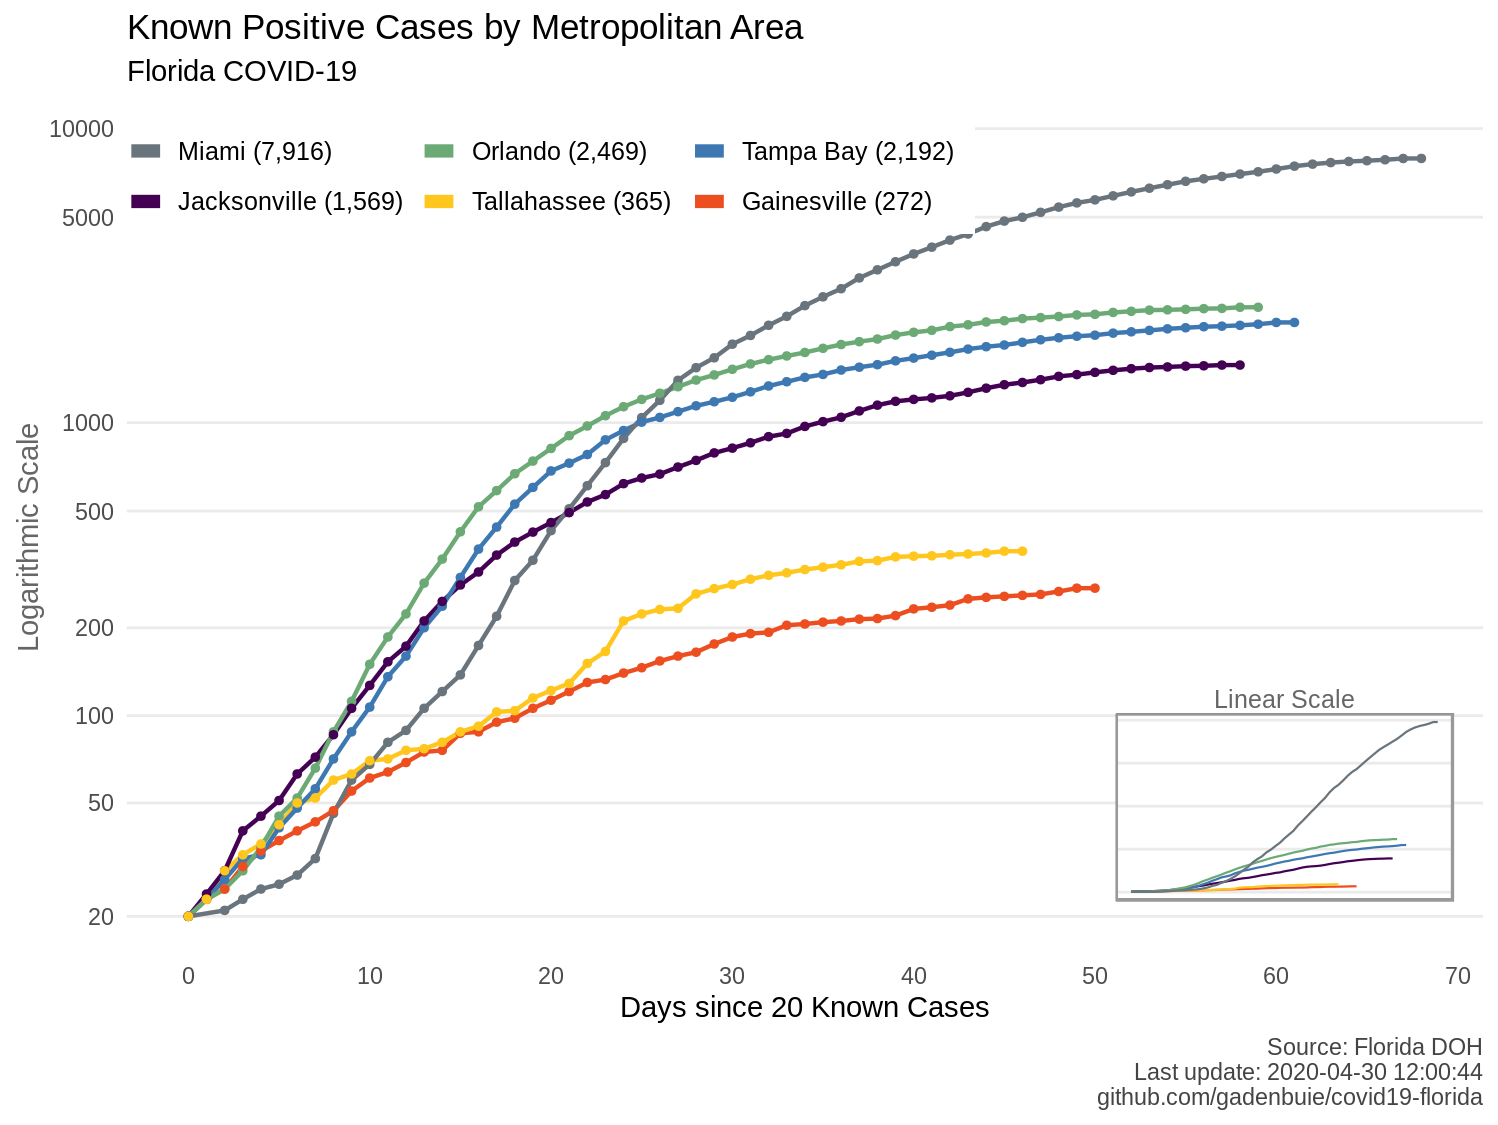 Known Positive Cases by Metropolitan Area
Florida COVID-19
Miami (7,916)
Orlando (2,469)
Tampa Bay (2,192)
Jacksonville (1,569)
Tallahassee (365)
Gainesville (272)
Logarithmic Scale
10000
5000
1000
500
200
100
50
20
Linear Scale
0 10 20 30 40 50 60 70
Days since 20 Known Cases
Source: Florida DOH
Last update: 2020-04-30 12:00:44
github.com/gadenbuie/covid19-florida